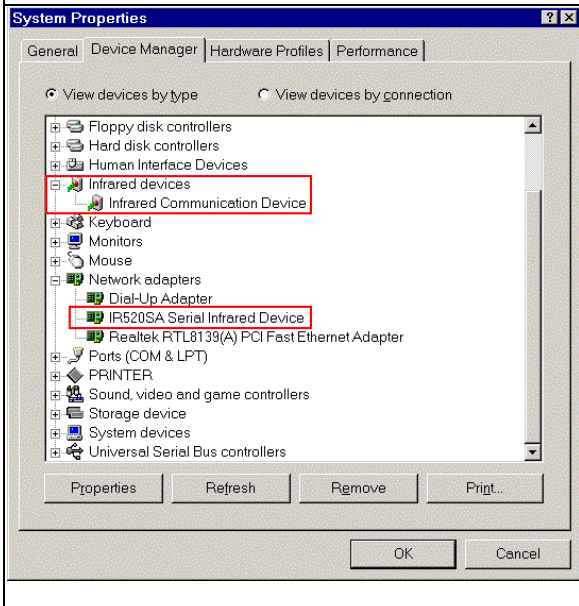 System Properties
General Device Manager Hardware Profiles Performance
View devices by type View devices by connection
Floppy disk controllers
Hard disk controllers
Human Interface Devices
Infrared devices
Infrared Communication Device
Keyboard
Monitors
Mouse
Network adapters
Dial-Up Adapter
IR520SA Serial Infrared Device
Realtek RTL8139(A) PCI Fast Ethernet Adapter
Ports (COM & LPT)
PRINTER
Sound, video and game controllers
Storage device
System devices
Universal Serial Bus controllers
Properties Refresh Remove Print...
OK Cancel